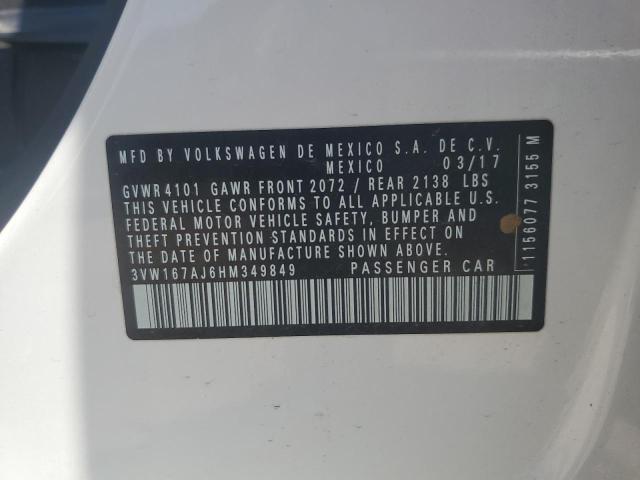 MFD BY VOLKSWAGEN DE MEXICO S.A. DE C.V.
MEXICO 03/17
GVWR 4101 GAWR FRONT 2072 / REAR 2138 LBS
THIS VEHICLE CONFORMS TO ALL APPLICABLE U.S.
FEDERAL MOTOR VEHICLE SAFETY, BUMPER AND
THEFT PREVENTION STANDARDS IN EFFECT ON
THE DATE OF MANUFACTURE SHOWN ABOVE.
3VW167AJ6HM349849 PASSENGER CAR
1156077 3155 M